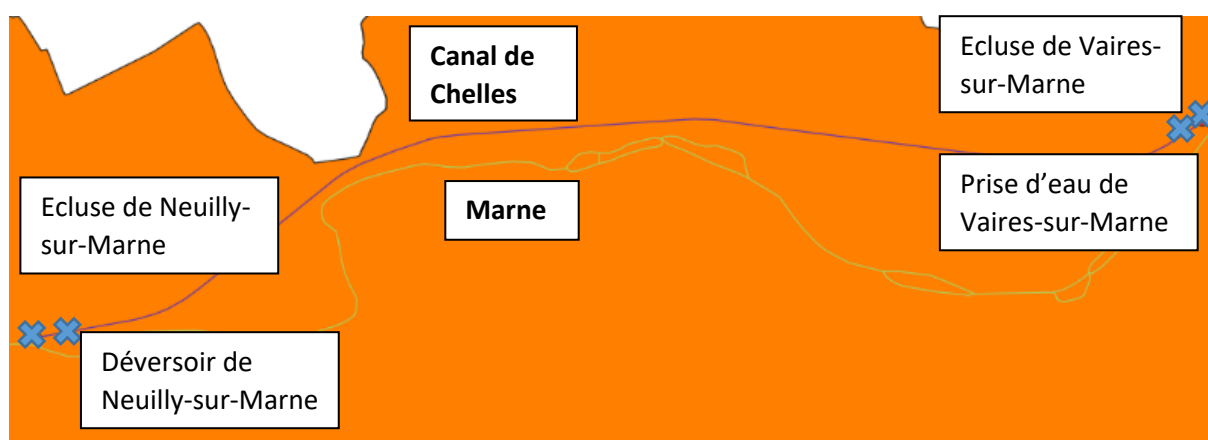 Canal de
Chelles
Ecluse de Vaires-
sur-Marne
Ecluse de Neuilly-
sur-Marne
Marne
Prise d’eau de
Vaires-sur-Marne
Déversoir de
Neuilly-sur-Marne